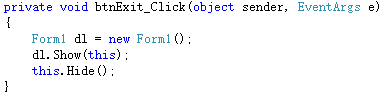 private void btnExit_Click(object sender, EventArgs e)
{
    Form1 dl = new Form1();
    dl.Show(this);
    this.Hide();
}